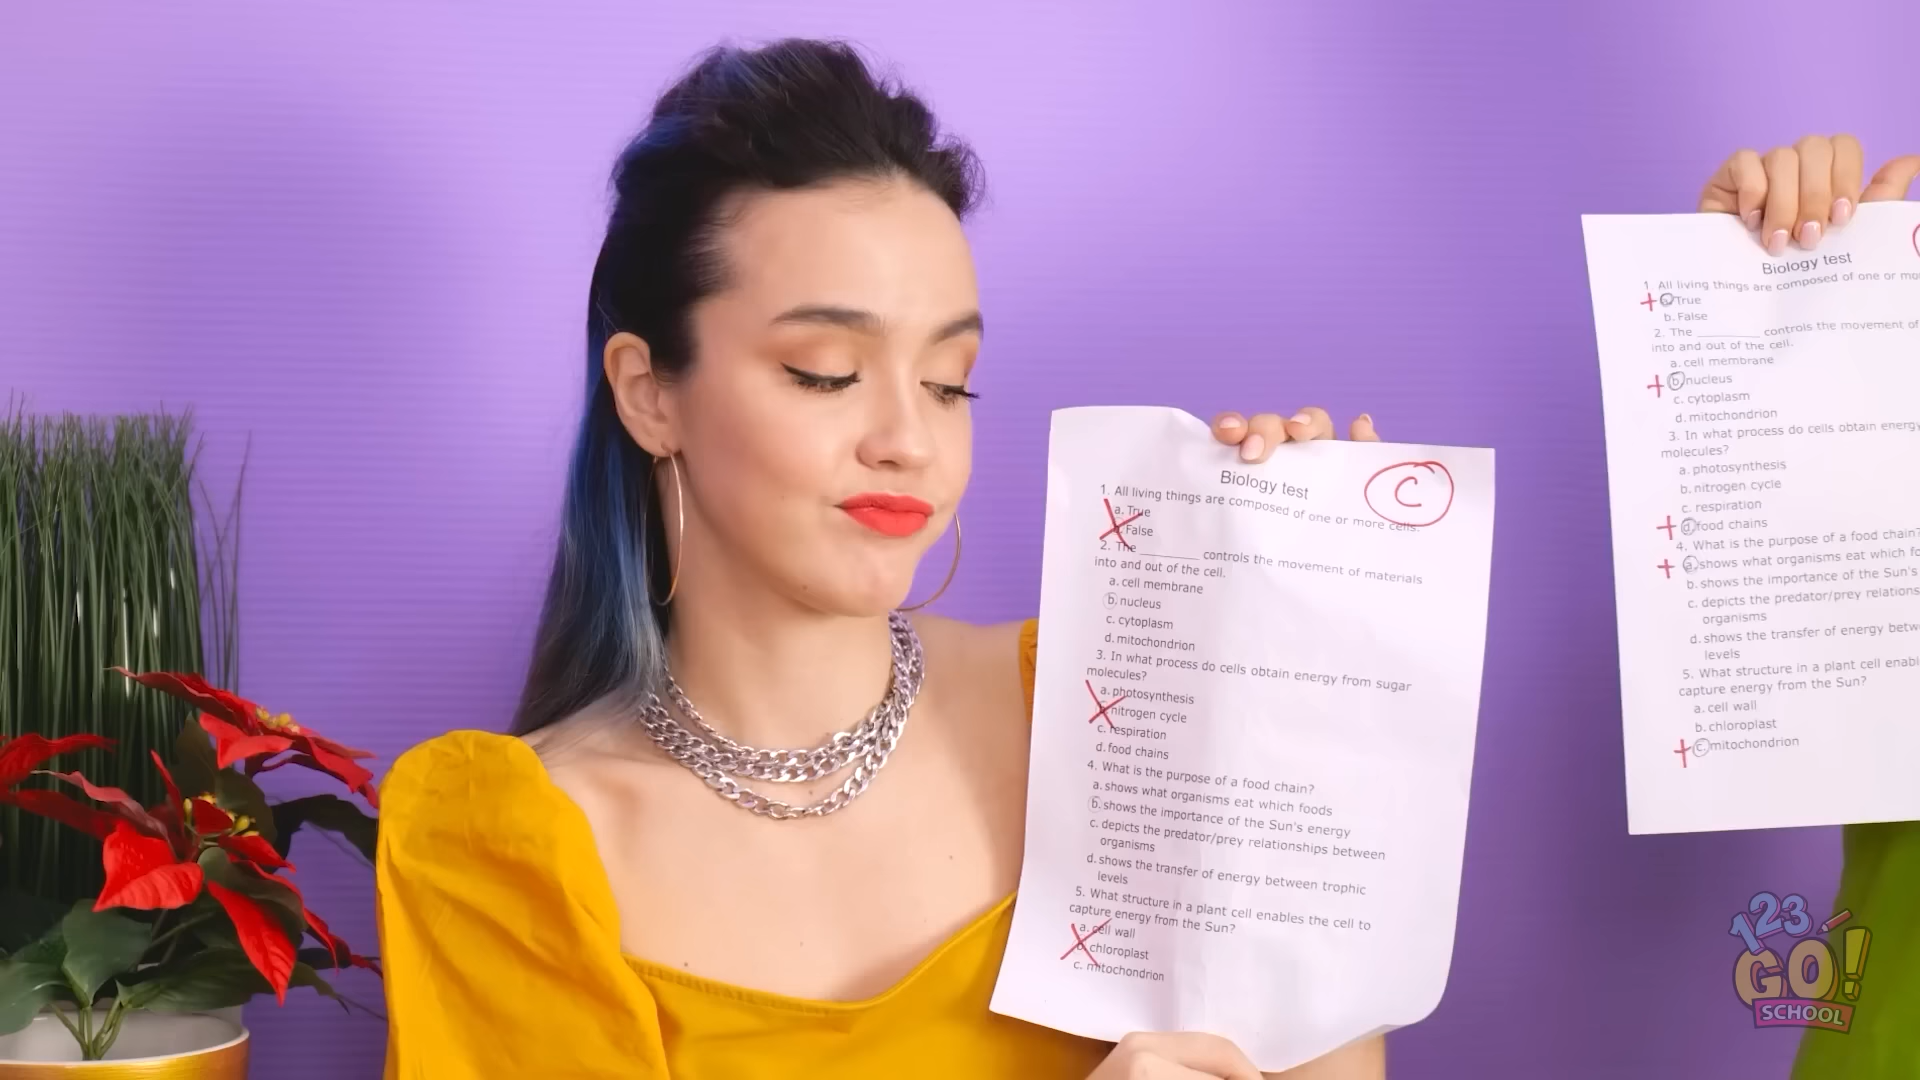 Biology test
C
1. All living things are composed of one or more cells.
a. True
False
2. The ________ controls the movement of materials
into and out of the cell.
a. cell membrane
b. nucleus
c. cytoplasm
d. mitochondrion
3. In what process do cells obtain energy from sugar
molecules?
a. photosynthesis
nitrogen cycle
c. respiration
d. food chains
4. What is the purpose of a food chain?
a. shows what organisms eat which foods
b. shows the importance of the Sun's energy
c. depicts the predator/prey relationships between
organisms
d. shows the transfer of energy between trophic
levels
5. What structure in a plant cell enables the cell to
capture energy from the Sun?
a. cell wall
chloroplast
c. mitochondrion
Biology test
1. All living things are composed of one or
a. True
b. False
2. The ________ controls the movement of
into and out of the cell.
a. cell membrane
b. nucleus
c. cytoplasm
d. mitochondrion
3. In what process do cells obtain energy
molecules?
a. photosynthesis
b. nitrogen cycle
c. respiration
d. food chains
4. What is the purpose of a food chain?
a. shows what organisms eat which
b. shows the importance of the Sun's
c. depicts the predator/prey
organisms
d. shows the transfer of energy
levels
5. What structure in a plant cell
capture energy from the Sun?
a. cell wall
b. chloroplast
c. mitochondrion
123
GO!
SCHOOL